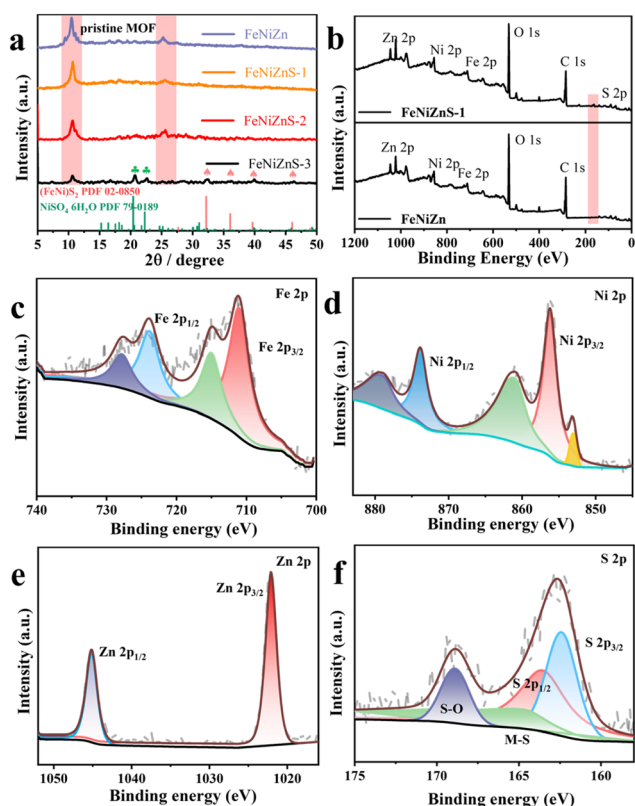 a
pristine MOF
FeNiZn
FeNiZnS-1
FeNiZnS-2
FeNiZnS-3
(FeNi)S2 PDF 02-0850
NiSO4 6H2O PDF 79-0189
5 10 15 20 25 30 35 40 45 50
2θ / degree
Intensity (a.u.)
b
Zn 2p
Ni 2p
Fe 2p
O 1s
C 1s
S 2p
FeNiZnS-1
Zn 2p
Ni 2p
Fe 2p
O 1s
C 1s
FeNiZn
1200 1000 800 600 400 200 0
Binding Energy (eV)
Intensity (a.u.)
c
Fe 2p
Fe 2p1/2
Fe 2p3/2
740 730 720 710 700
Binding energy (eV)
Intensity (a.u.)
d
Ni 2p
Ni 2p3/2
Ni 2p1/2
880 870 860 850
Binding energy (eV)
Intensity (a.u.)
e
Zn 2p
Zn 2p3/2
Zn 2p1/2
1050 1040 1030 1020
Binding energy (eV)
Intensity (a.u.)
f
S 2p
S 2p3/2
S 2p1/2
S-O
M-S
175 170 165 160
Binding energy (eV)
Intensity (a.u.)